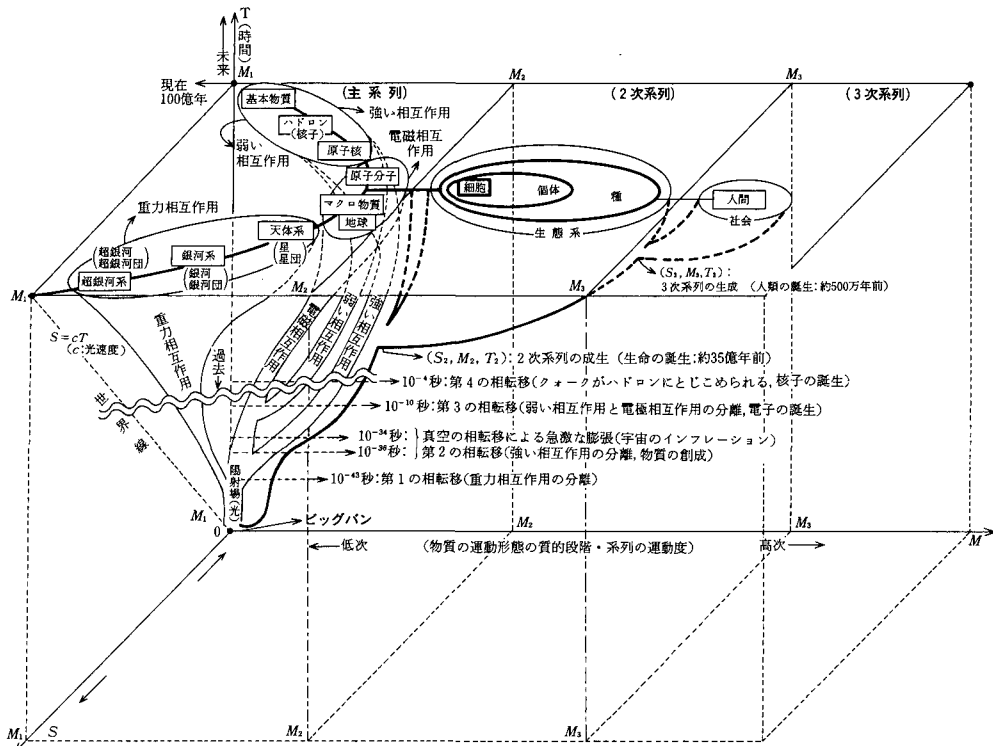 T(時間)
未来
現在
100億年
M₁
(主系列)
M₂
(2次系列)
M₃
(3次系列)
基本物質
強い相互作用
ハドロン
(核子)
弱い
相互作用
原子核
電磁相互
作用
原子分子
細胞
個体
種
生態系
人間
社会
マクロ物質
地球
重力相互作用
天体系
(星
星団)
(超銀河
超銀河団)
銀河系
(銀河
銀河団)
超銀河系
M₁
M₂
M₃
(S₃, M₃, T₃):
3次系列の生成 (人類の誕生:約500万年前)
S=cT
(c:光速度)
重力相互作用
過去
電磁相互作用
弱い相互作用
強い相互作用
(S₂, M₂, T₂):2次系列の成生(生命の誕生:約35億年前)
10⁻⁴秒:第4の相転移(クォークがハドロンにとじこめられる,核子の誕生)
世界線
10⁻¹⁰秒:第3の相転移(弱い相互作用と電極相互作用の分離,電子の誕生)
10⁻³⁴秒:真空の相転移による急激な膨張(宇宙のインフレーション)
10⁻³⁶秒:第2の相転移(強い相互作用の分離,物質の創成)
10⁻⁴³秒:第1の相転移(重力相互作用の分離)
輻射場(光)
M₁
0
ビッグバン
M₂
M₃
低次
(物質の運動形態の質的段階・系列の運動度)
高次
M
M₁
S
M₂
M₃